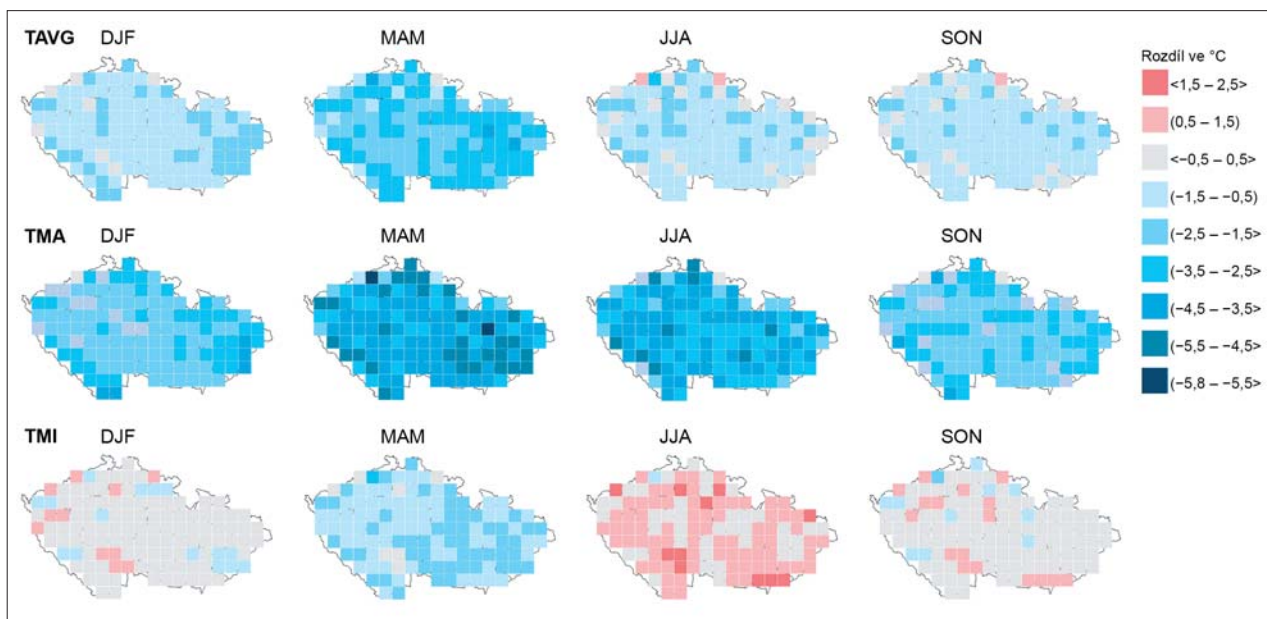 TAVG DJF MAM JJA SON
TMA DJF MAM JJA SON
TMI DJF MAM JJA SON
Rozdíl ve °C
<1,5 – 2,5>
(0,5 – 1,5)
<−0,5 – 0,5>
(−1,5 – −0,5)
(−2,5 – −1,5>
(−3,5 – −2,5>
(−4,5 – −3,5>
(−5,5 – −4,5>
(−5,8 – −5,5>